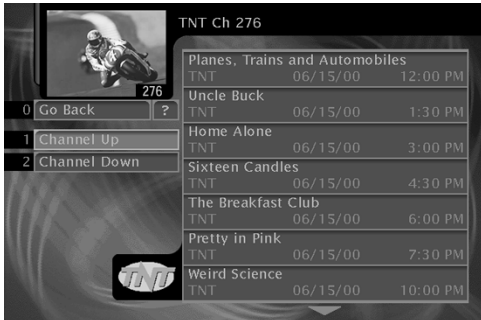 TNT Ch 276
276
0 Go Back ?
1 Channel Up
2 Channel Down
TNT
Planes, Trains and Automobiles
TNT 06/15/00 12:00 PM
Uncle Buck
TNT 06/15/00 1:30 PM
Home Alone
TNT 06/15/00 3:00 PM
Sixteen Candles
TNT 06/15/00 4:30 PM
The Breakfast Club
TNT 06/15/00 6:00 PM
Pretty in Pink
TNT 06/15/00 7:30 PM
Weird Science
TNT 06/15/00 10:00 PM